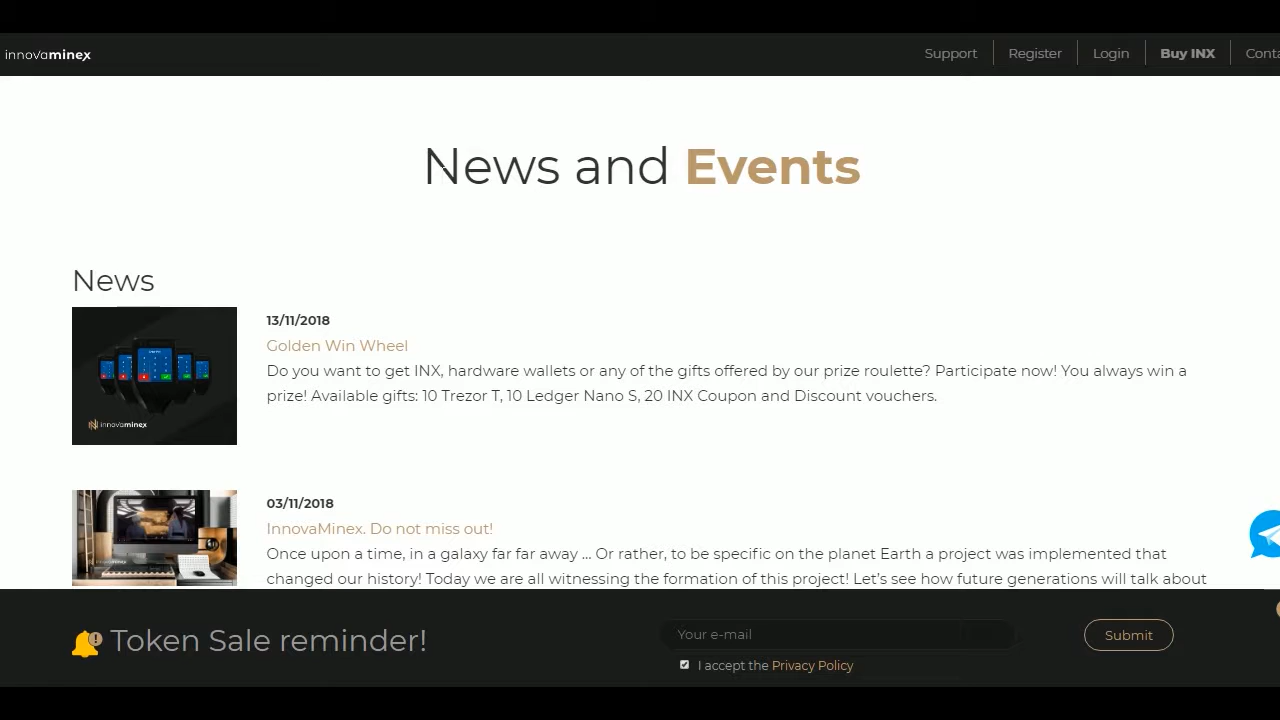 innovaminex
Support
Register
Login
Buy INX
Conta
News and Events
News
13/11/2018
Golden Win Wheel
Do you want to get INX, hardware wallets or any of the gifts offered by our prize roulette? Participate now! You always win a
prize! Available gifts: 10 Trezor T, 10 Ledger Nano S, 20 INX Coupon and Discount vouchers.
innovaminex
03/11/2018
InnovaMinex. Do not miss out!
Once upon a time, in a galaxy far far away ... Or rather, to be specific on the planet Earth a project was implemented that
changed our history! Today we are all witnessing the formation of this project! Let's see how future generations will talk about
Token Sale reminder!
Your e-mail
Submit
I accept the Privacy Policy